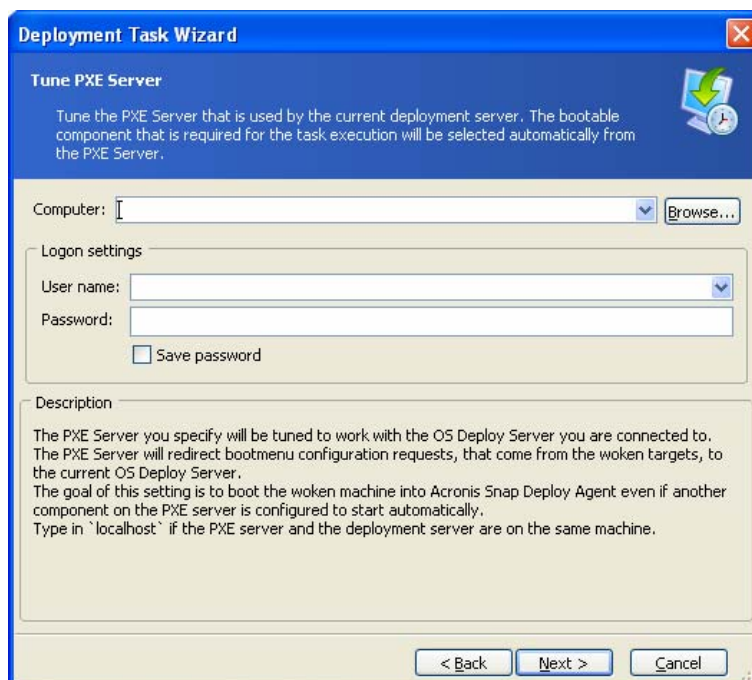 Deployment Task Wizard
Tune PXE Server
Tune the PXE Server that is used by the current deployment server. The bootable
component that is required for the task execution will be selected automatically from
the PXE Server.
Computer:
Browse...
Logon settings
User name:
Password:
Save password
Description
The PXE Server you specify will be tuned to work with the OS Deploy Server you are connected to.
The PXE Server will redirect bootmenu configuration requests, that come from the woken targets, to
the current OS Deploy Server.
The goal of this setting is to boot the woken machine into Acronis Snap Deploy Agent even if another
component on the PXE server is configured to start automatically.
Type in `localhost` if the PXE server and the deployment server are on the same machine.
< Back
Next >
Cancel